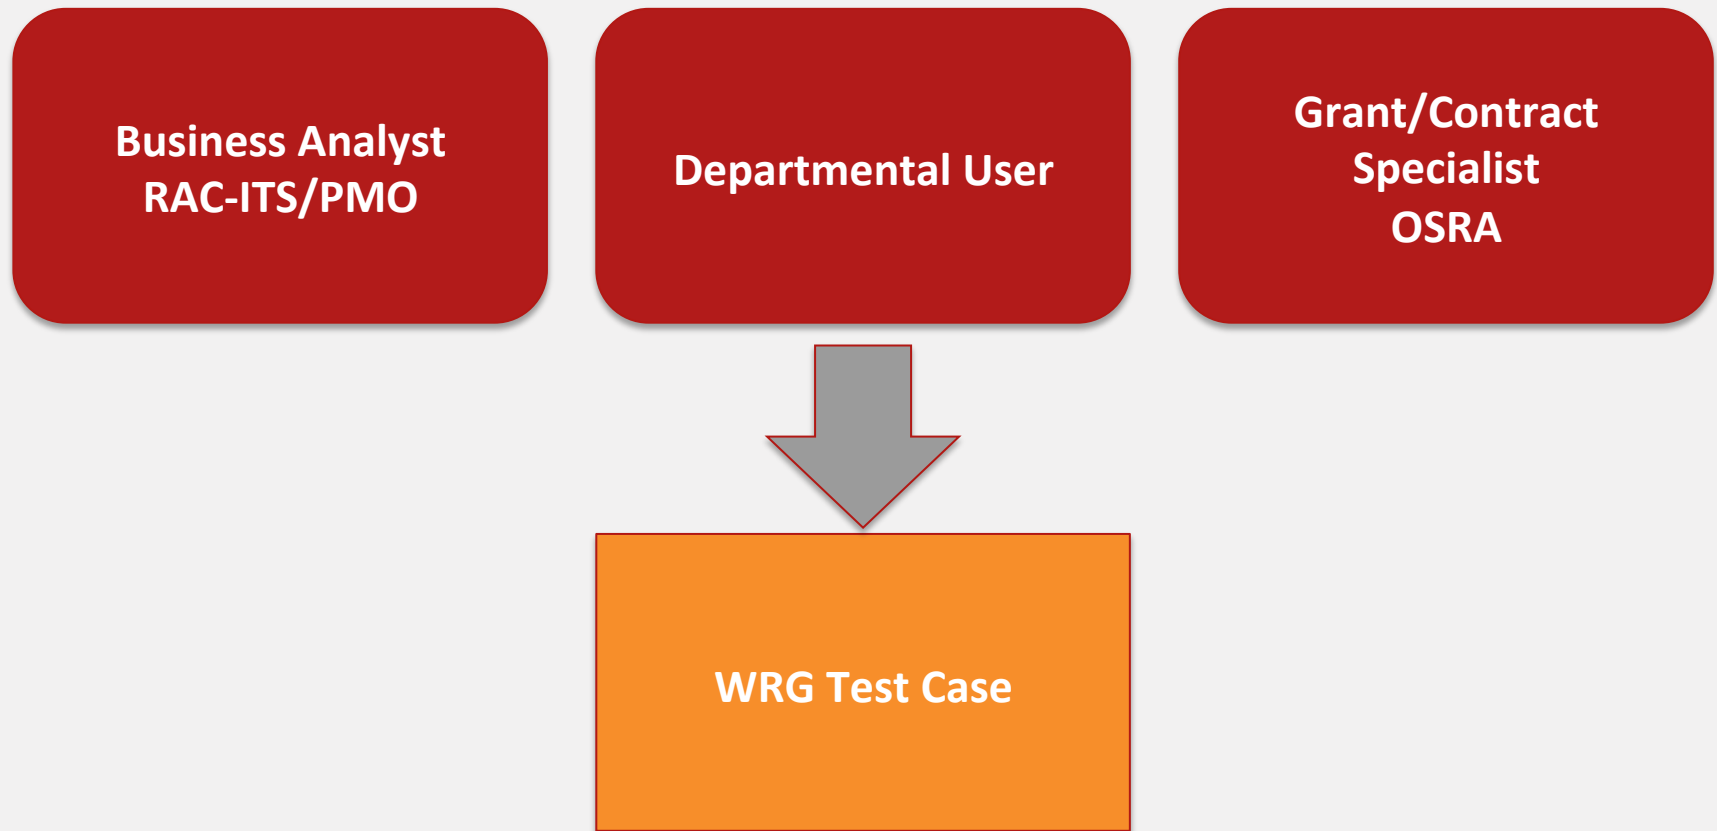 Business Analyst
RAC-ITS/PMO
Departmental User
Grant/Contract
Specialist
OSRA
WRG Test Case